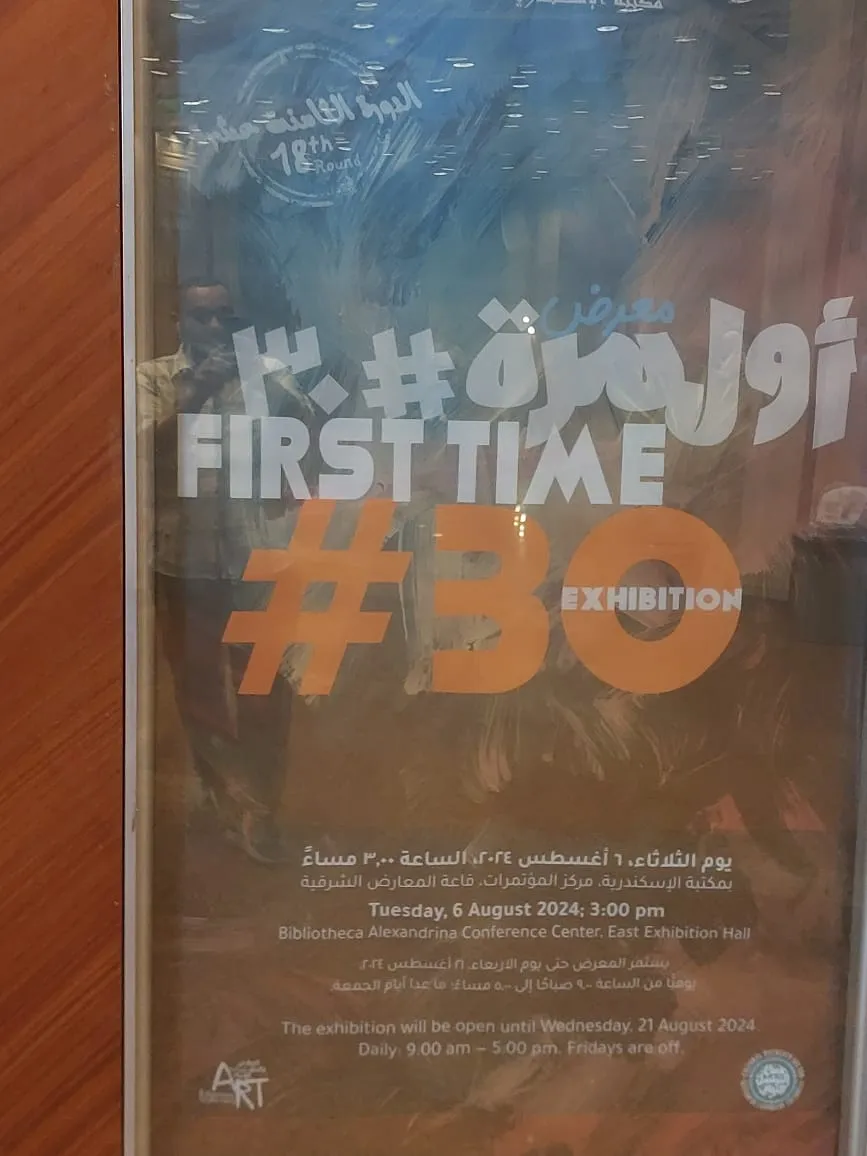 مكتبة الإسكندرية
الدورة الثامنة عشر
18th
Round
معرض
أول مرة #٣٠
FIRST TIME
#30
EXHIBITION
يوم الثلاثاء، ٦ أغسطس ٢٠٢٤، الساعة ٣,٠٠ مساءً
بمكتبة الإسكندرية، مركز المؤتمرات، قاعة المعارض الشرقية
Tuesday, 6 August 2024; 3:00 pm
Bibliotheca Alexandrina Conference Center, East Exhibition Hall
يستمر المعرض حتى يوم الأربعاء، ٢١ أغسطس ٢٠٢٤.
يوميًا من الساعة ٩,٠٠ صباحًا إلى ٥,٠٠ مساءً؛ ما عدا أيام الجمعة.
The exhibition will be open until Wednesday, 21 August 2024.
Daily: 9:00 am – 5:00 pm. Fridays are off.
ART